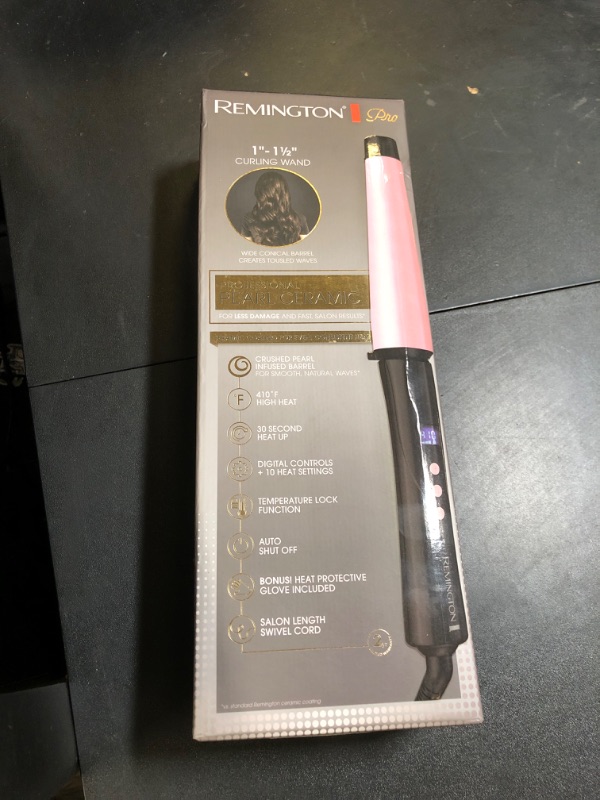 REMINGTON® Pro
1"- 1½"
CURLING WAND
WIDE CONICAL BARREL
CREATES TOUSLED WAVES
PROFESSIONAL
PEARL CERAMIC
FOR LESS DAMAGE AND FAST, SALON RESULTS*
CRUSHED PEARL
INFUSED BARREL
FOR SMOOTH, NATURAL WAVES*
°F
410°F
HIGH HEAT
30 SECOND
HEAT UP
DIGITAL CONTROLS
+ 10 HEAT SETTINGS
TEMPERATURE LOCK
FUNCTION
AUTO
SHUT OFF
BONUS! HEAT PROTECTIVE
GLOVE INCLUDED
SALON LENGTH
SWIVEL CORD
REMINGTON
*vs. standard Remington ceramic coating